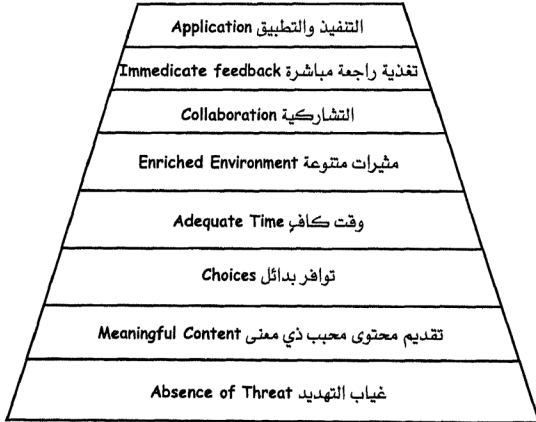 التنفيذ والتطبيق Application
تغذية راجعة مباشرة Immedicate feedback
التشاركية Collaboration
مثيرات متنوعة Enriched Environment
وقت كافٍ Adequate Time
توافر بدائل Choices
تقديم محتوى محبب ذي معنى Meaningful Content
غياب التهديد Absence of Threat